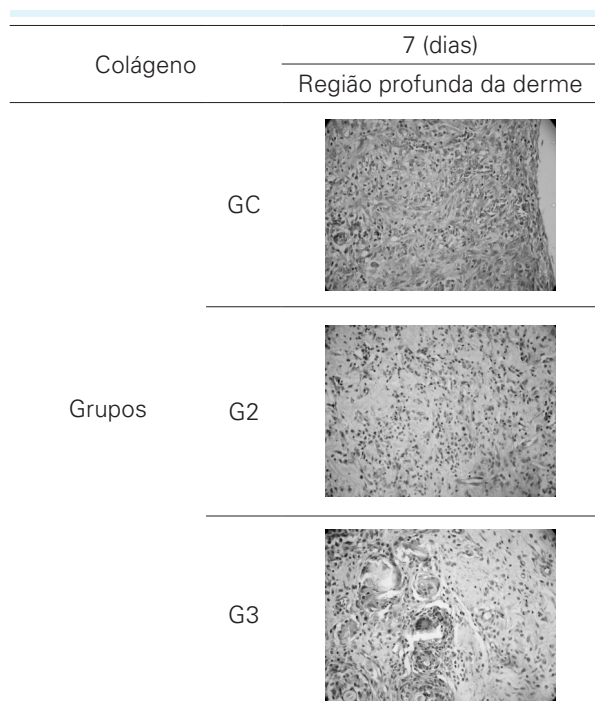 Colágeno
7 (dias)
Região profunda da derme
Grupos
GC
G2
G3